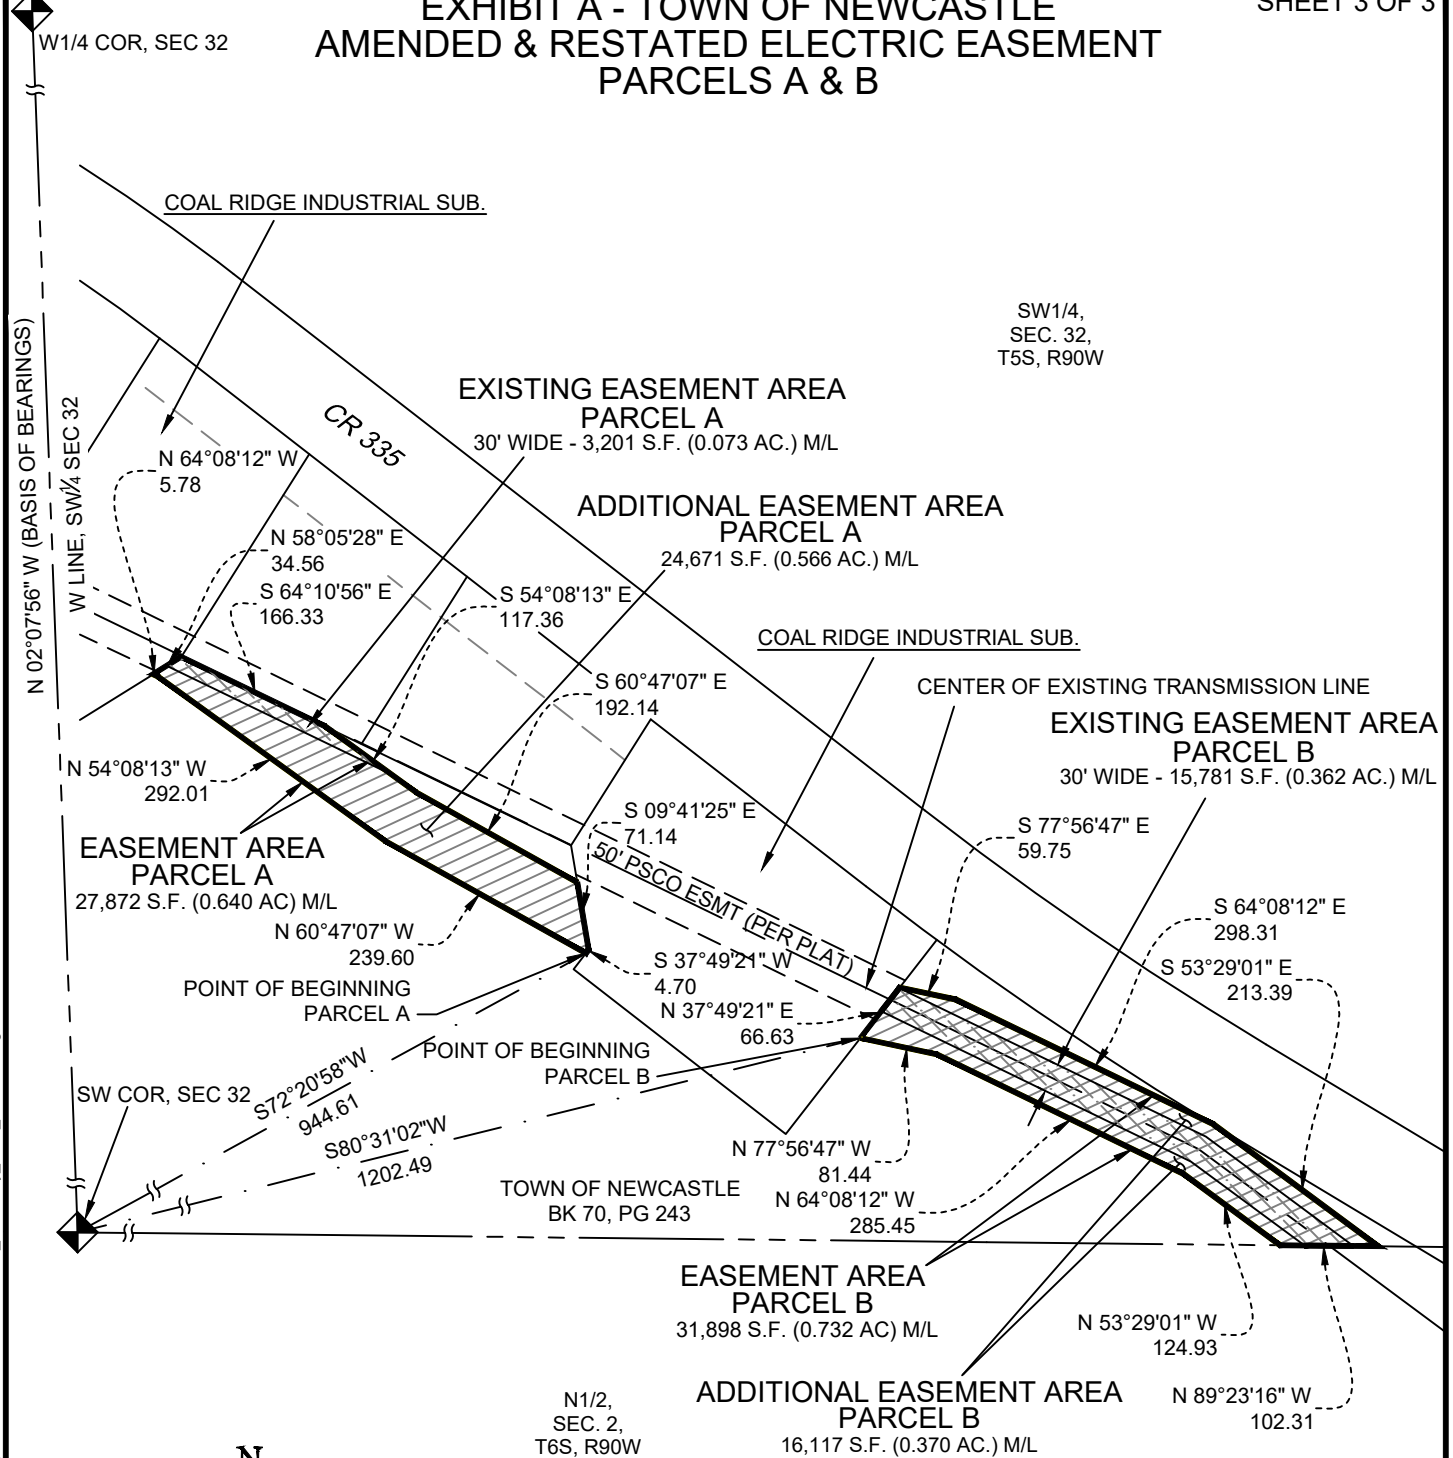 EXHIBIT A - TOWN OF NEWCASTLE
SHEET 3 OF 3
AMENDED & RESTATED ELECTRIC EASEMENT
PARCELS A & B
W1/4 COR, SEC 32
COAL RIDGE INDUSTRIAL SUB.
SW1/4,
SEC. 32,
T5S, R90W
N 02°07'56" W (BASIS OF BEARINGS)
W LINE, SW¼ SEC 32
CR 335
EXISTING EASEMENT AREA
PARCEL A
30' WIDE - 3,201 S.F. (0.073 AC.) M/L
N 64°08'12" W
5.78
ADDITIONAL EASEMENT AREA
PARCEL A
24,671 S.F. (0.566 AC.) M/L
N 58°05'28" E
34.56
S 64°10'56" E
166.33
S 54°08'13" E
117.36
COAL RIDGE INDUSTRIAL SUB.
S 60°47'07" E
192.14
CENTER OF EXISTING TRANSMISSION LINE
EXISTING EASEMENT AREA
PARCEL B
30' WIDE - 15,781 S.F. (0.362 AC.) M/L
N 54°08'13" W
292.01
S 09°41'25" E
71.14
S 77°56'47" E
59.75
EASEMENT AREA
PARCEL A
27,872 S.F. (0.640 AC) M/L
50' PSCO ESMT (PER PLAT)
S 64°08'12" E
298.31
N 60°47'07" W
239.60
S 37°49'21" W
4.70
S 53°29'01" E
213.39
POINT OF BEGINNING
PARCEL A
N 37°49'21" E
66.63
POINT OF BEGINNING
PARCEL B
SW COR, SEC 32
S72°20'58"W
944.61
S80°31'02"W
1202.49
N 77°56'47" W
81.44
TOWN OF NEWCASTLE
BK 70, PG 243
N 64°08'12" W
285.45
EASEMENT AREA
PARCEL B
31,898 S.F. (0.732 AC) M/L
N 53°29'01" W
124.93
ADDITIONAL EASEMENT AREA
PARCEL B
16,117 S.F. (0.370 AC.) M/L
N 89°23'16" W
102.31
N1/2,
SEC. 2,
T6S, R90W
N